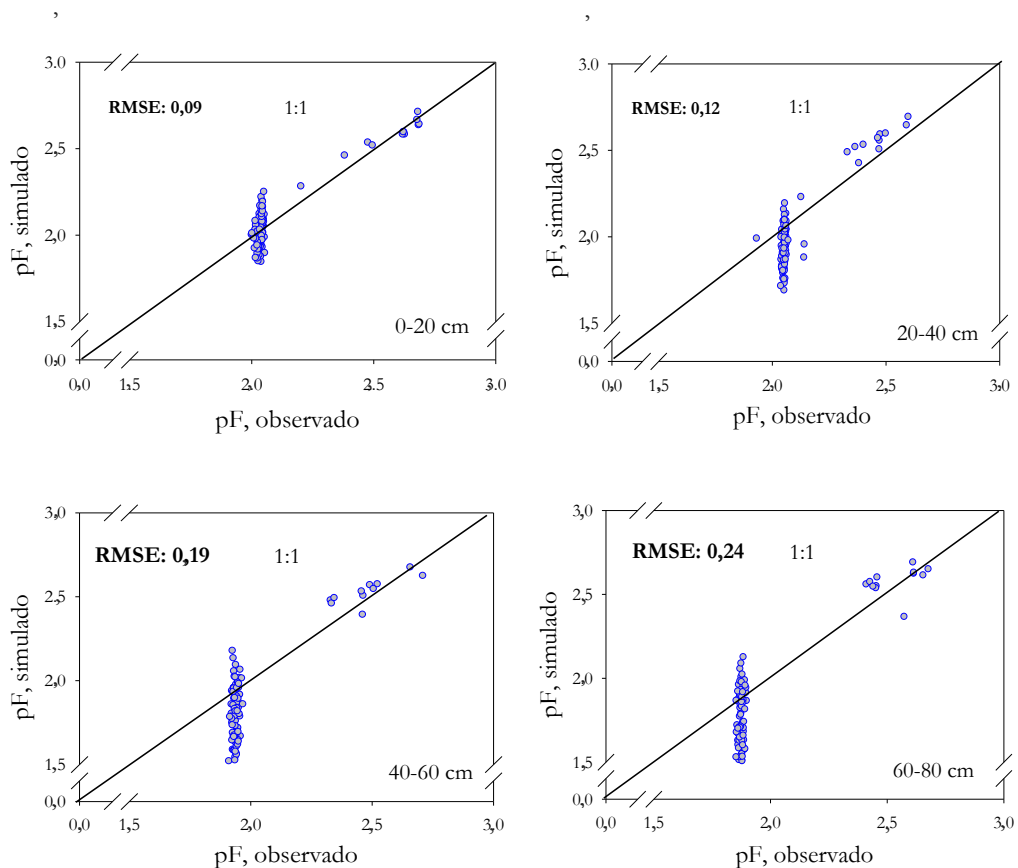 , ,
3.0
RMSE: 0,09 1:1
2.5
pF, simulado
2.0
1,5
0-20 cm
0,0
0,0 1,5 2.0 2.5 3.0
pF, observado
3.0
RMSE: 0,12 1:1
2.5
pF, simulado
2.0
1,5
20-40 cm
0,0
0,0 1,5 2.0 2.5 3,0
pF, observado
3,0
RMSE: 0,19 1:1
2,5
pF, simulado
2,0
1,5
40-60 cm
0,0
0,0 1,5 2,0 2,5 3,0
pF, observado
3,0
RMSE: 0,24 1:1
2,5
pF, simulado
2,0
1,5
60-80 cm
0,0
0,0 1,5 2,0 2,5 3,0
pF, observado